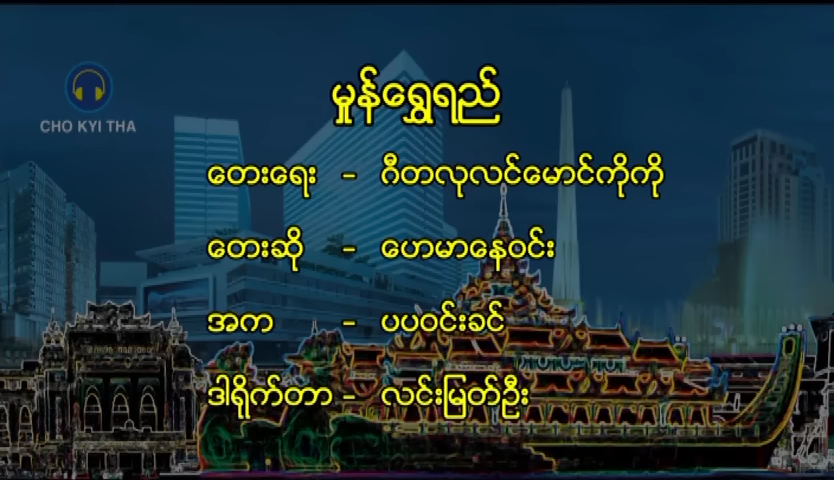 CHO KYI THA
မှုန်ရွှေရည်
တေးရေး - ဂီတလုလင်မောင်ကိုကို
တေးဆို - ဟေမာနေဝင်း
အက - ပပဝင်းခင်
ဒါရိုက်တာ - လင်းမြတ်ဦး